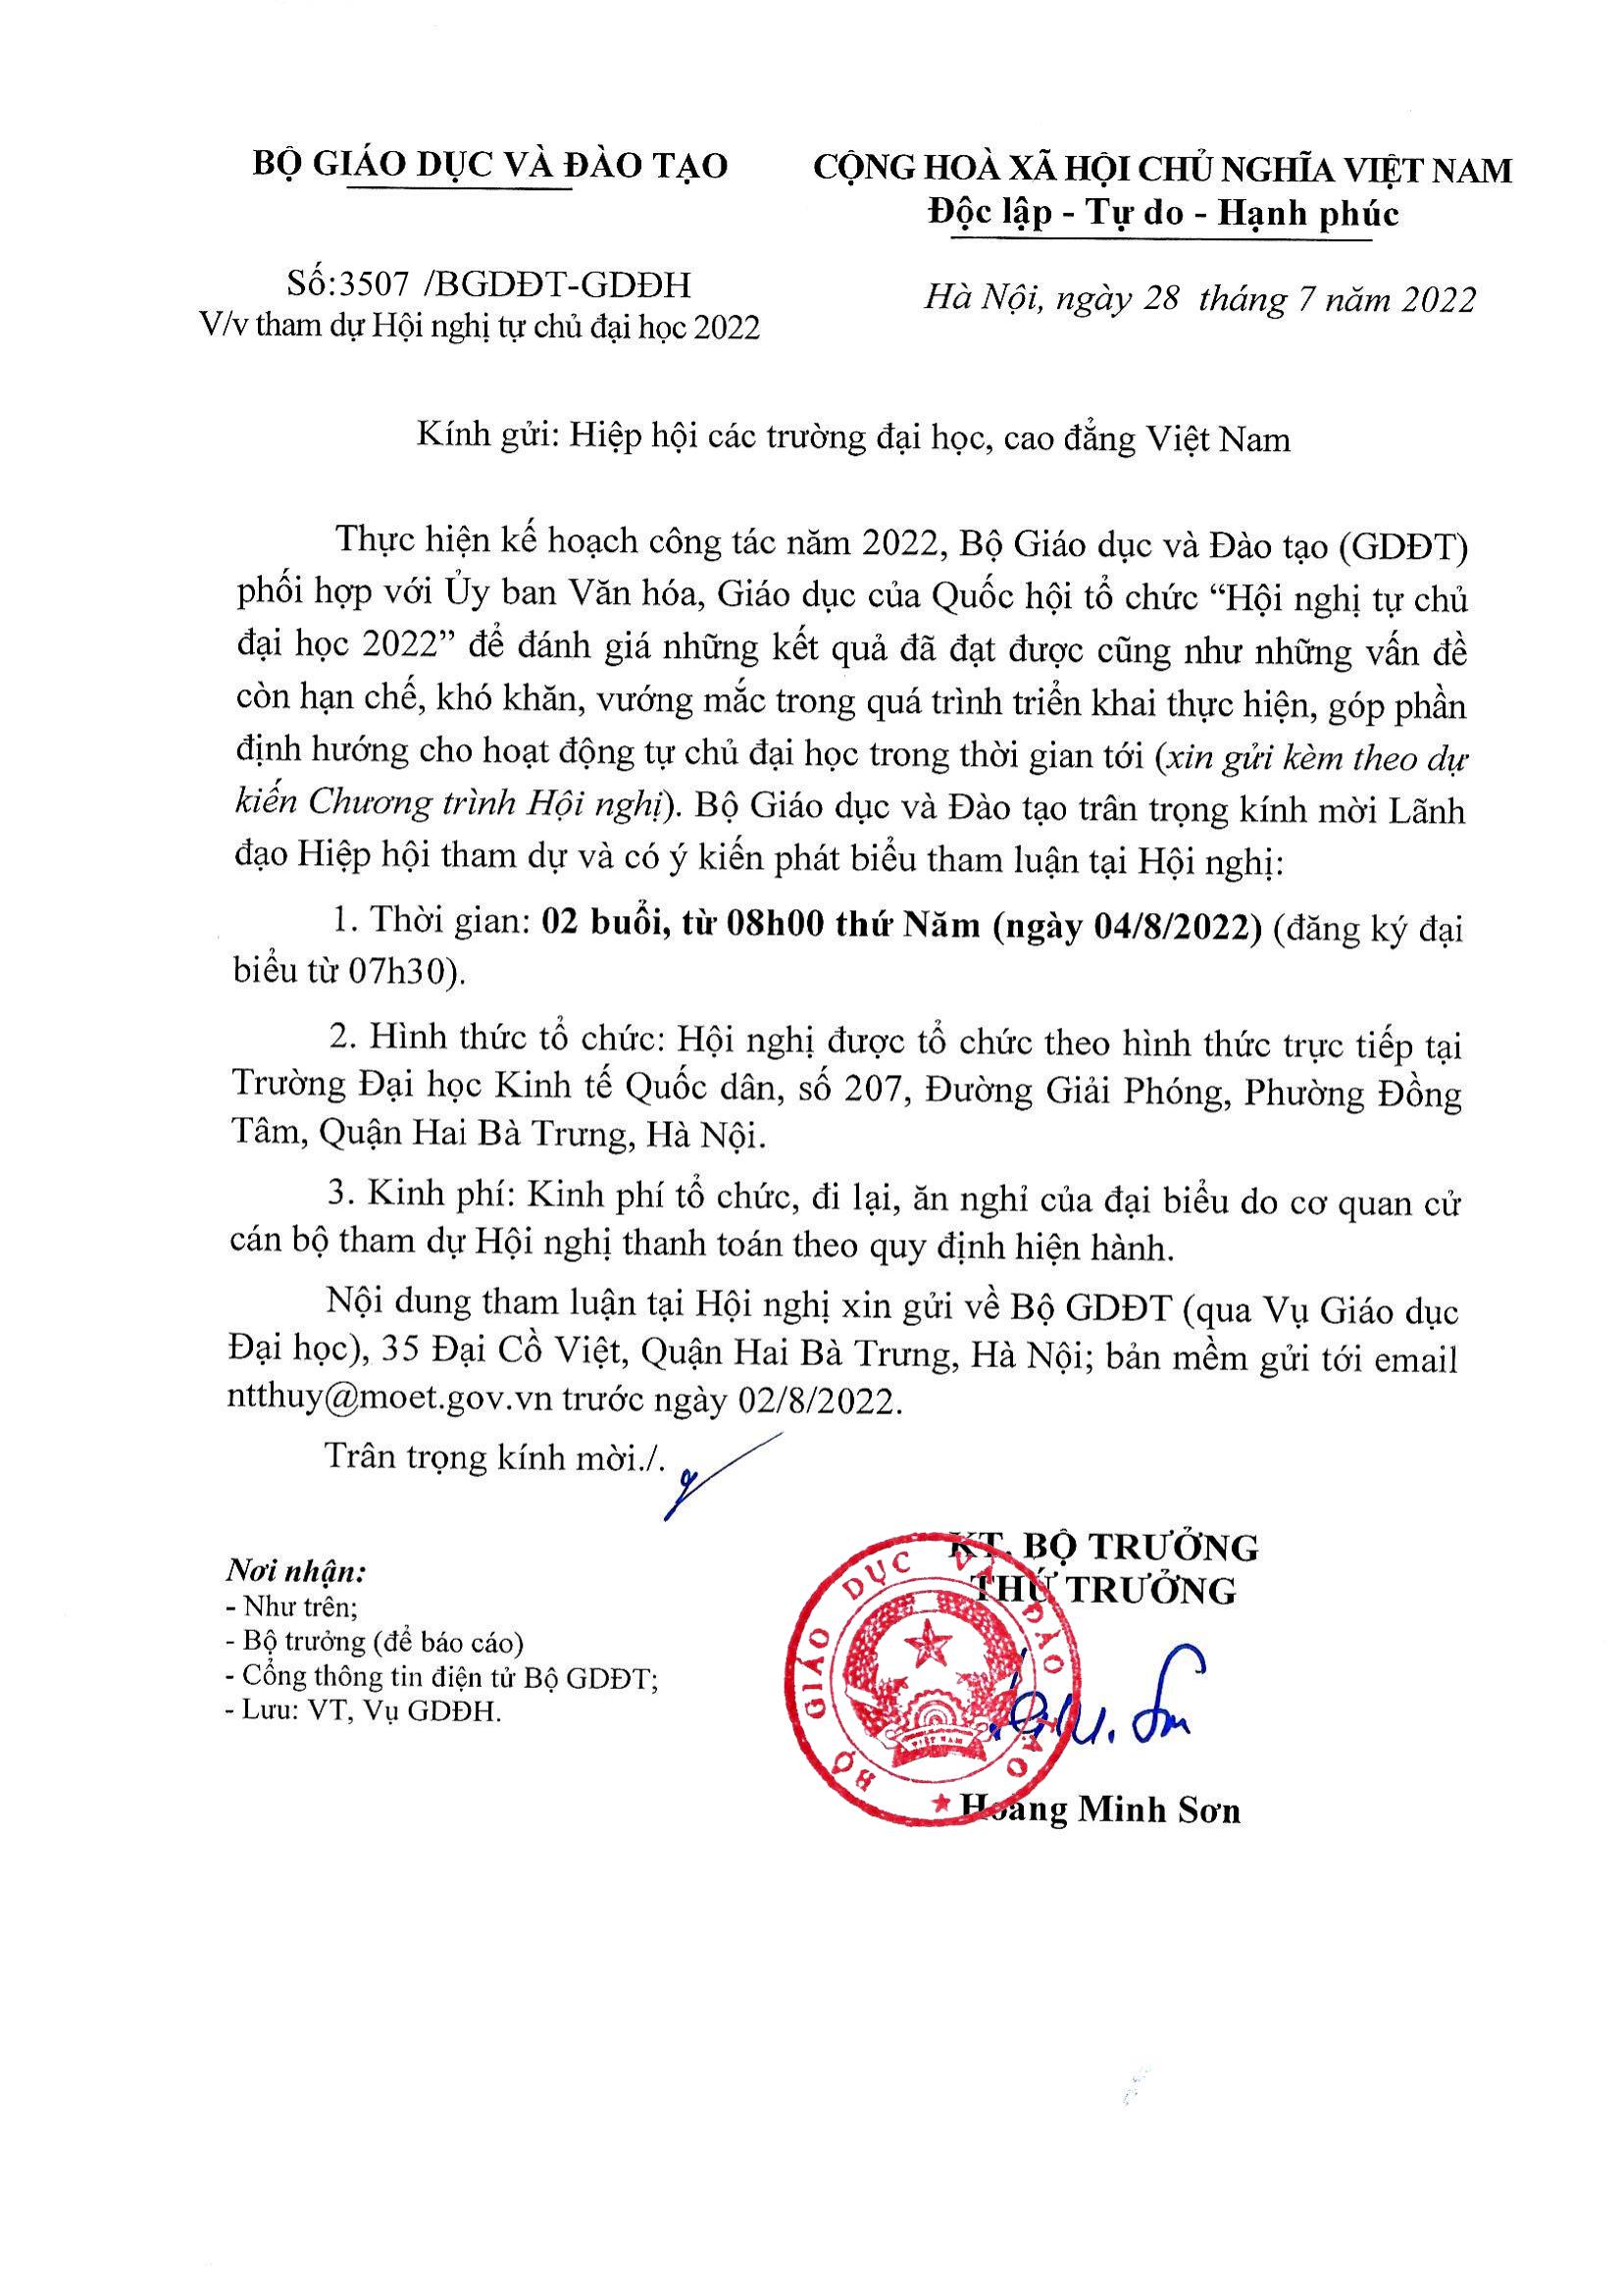 BỘ GIÁO DỤC VÀ ĐÀO TẠO
CỘNG HOÀ XÃ HỘI CHỦ NGHĨA VIỆT NAM
Độc lập - Tự do - Hạnh phúc
Số:3507 /BGDĐT-GDĐH
V/v tham dự Hội nghị tự chủ đại học 2022
Hà Nội, ngày 28 tháng 7 năm 2022
Kính gửi: Hiệp hội các trường đại học, cao đẳng Việt Nam
Thực hiện kế hoạch công tác năm 2022, Bộ Giáo dục và Đào tạo (GDĐT)
phối hợp với Ủy ban Văn hóa, Giáo dục của Quốc hội tổ chức “Hội nghị tự chủ
đại học 2022” để đánh giá những kết quả đã đạt được cũng như những vấn đề
còn hạn chế, khó khăn, vướng mắc trong quá trình triển khai thực hiện, góp phần
định hướng cho hoạt động tự chủ đại học trong thời gian tới (xin gửi kèm theo dự
kiến Chương trình Hội nghị). Bộ Giáo dục và Đào tạo trân trọng kính mời Lãnh
đạo Hiệp hội tham dự và có ý kiến phát biểu tham luận tại Hội nghị:
1. Thời gian: 02 buổi, từ 08h00 thứ Năm (ngày 04/8/2022) (đăng ký đại
biểu từ 07h30).
2. Hình thức tổ chức: Hội nghị được tổ chức theo hình thức trực tiếp tại
Trường Đại học Kinh tế Quốc dân, số 207, Đường Giải Phóng, Phường Đồng
Tâm, Quận Hai Bà Trưng, Hà Nội.
3. Kinh phí: Kinh phí tổ chức, đi lại, ăn nghỉ của đại biểu do cơ quan cử
cán bộ tham dự Hội nghị thanh toán theo quy định hiện hành.
Nội dung tham luận tại Hội nghị xin gửi về Bộ GDĐT (qua Vụ Giáo dục
Đại học), 35 Đại Cồ Việt, Quận Hai Bà Trưng, Hà Nội; bản mềm gửi tới email
ntthuy@moet.gov.vn trước ngày 02/8/2022.
Trân trọng kính mời./.
Nơi nhận:
- Như trên;
- Bộ trưởng (để báo cáo)
- Cổng thông tin điện tử Bộ GDĐT;
- Lưu: VT, Vụ GDĐH.
KT. BỘ TRƯỞNG
THỨ TRƯỞNG
BỘ GIÁO DỤC VÀ ĐÀO TẠO
VIỆT NAM
Hoàng Minh Sơn